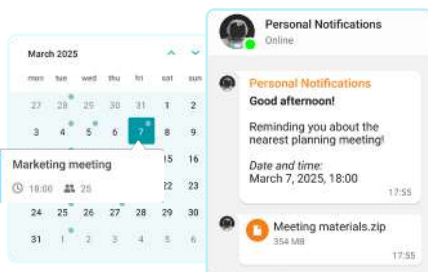 March 2025
mon tue wed thu fri sat sun
27 28 29 30 31 1 2
3 4 5 6 7 8 9
Marketing meeting
15 16
18:00 25
22 23
24 25 26 27 28 29 30
31 1 2 3 4 5 6
Personal Notifications
Online
Personal Notifications
Good afternoon!
Reminding you about the
nearest planning meeting!
Date and time:
March 7, 2025, 18:00
17:55
Meeting materials.zip
354 MB
17:55